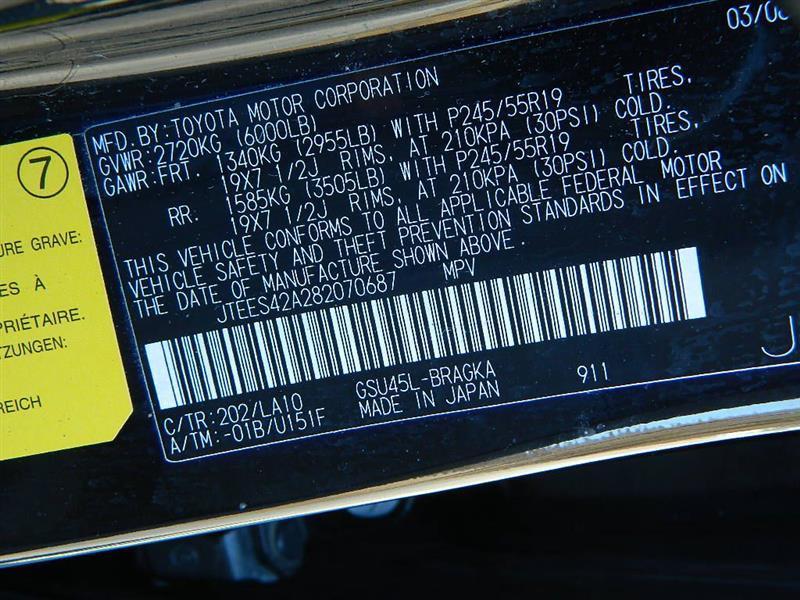 03/08
MFD.BY:TOYOTA MOTOR CORPORATION
GVWR:2720KG (6000LB)
GAWR:FRT. 1340KG (2955LB) WITH P245/55R19 TIRES,
19X7 1/2J RIMS, AT 210KPA (30PSI) COLD.
RR. 1585KG (3505LB) WITH P245/55R19 TIRES,
19X7 1/2J RIMS, AT 210KPA (30PSI) COLD.
THIS VEHICLE CONFORMS TO ALL APPLICABLE FEDERAL MOTOR
VEHICLE SAFETY AND THEFT PREVENTION STANDARDS IN EFFECT ON
THE DATE OF MANUFACTURE SHOWN ABOVE.
JTEES42A282070687 MPV
C/TR:202/LA10 GSU45L-BRAGKA 911
A/TM:-01B/U151F MADE IN JAPAN
J
7
URE GRAVE:
ES À
PRIÉTAIRE.
TZUNGEN:
REICH